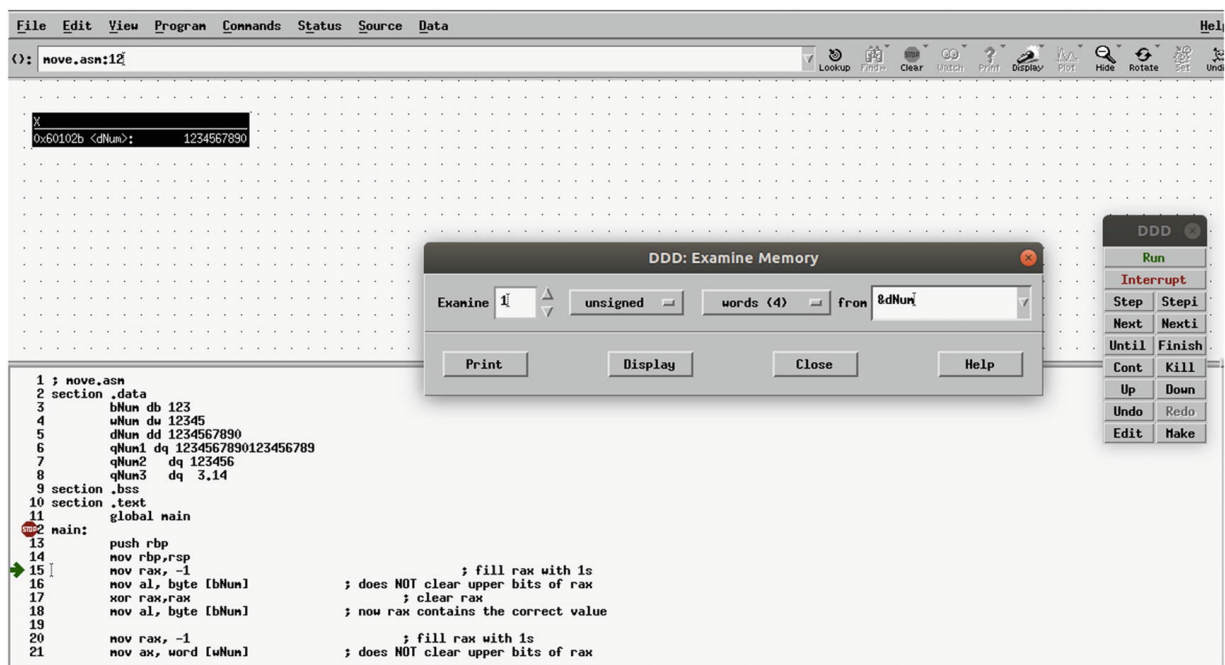 File Edit View Program Commands Status Source Data Help
(): move.asm:12
Lookup Find» Clear Watch Print Display Plot Hide Rotate Set Undi
X
0x60102b <dNum>: 1234567890
DDD: Examine Memory
Examine 1 unsigned words (4) from &dNum
Print Display Close Help
DDD
Run
Interrupt
Step Stepi
Next Nexti
Until Finish
Cont Kill
Up Down
Undo Redo
Edit Make
1 ; move.asm
2 section .data
3 bNum db 123
4 wNum dw 12345
5 dNum dd 1234567890
6 qNum1 dq 1234567890123456789
7 qNum2 dq 123456
8 qNum3 dq 3.14
9 section .bss
10 section .text
11 global main
STOP 2 main:
13 push rbp
14 mov rbp,rsp
15 mov rax, -1 ; fill rax with 1s
16 mov al, byte [bNum] ; does NOT clear upper bits of rax
17 xor rax,rax ; clear rax
18 mov al, byte [bNum] ; now rax contains the correct value
19
20 mov rax, -1 ; fill rax with 1s
21 mov ax, word [wNum] ; does NOT clear upper bits of rax